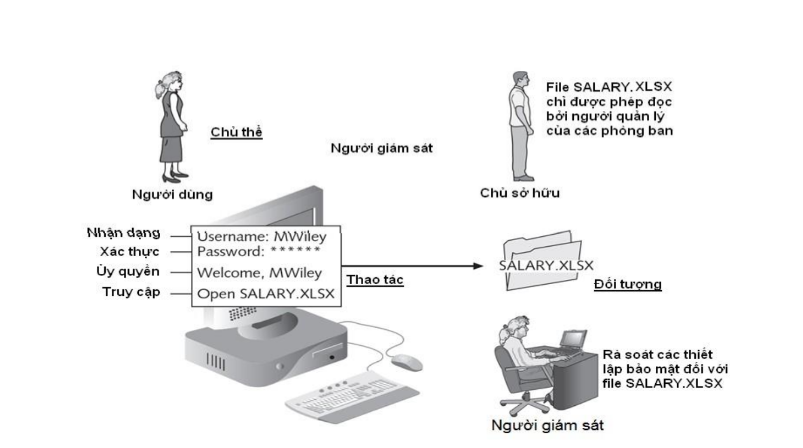 File SALARY.XLSX
chỉ được phép đọc
bởi người quản lý
của các phòng ban
Chủ thể
Người giám sát
Người dùng
Chủ sở hữu
Nhận dạng
Username: MWiley
Xác thực
Password: ******
Ủy quyền
Welcome, MWiley
Truy cập
Open SALARY.XLSX
Thao tác
SALARY.XLSX
Đối tượng
Rà soát các thiết
lập bảo mật đối với
file SALARY.XLSX
Người giám sát